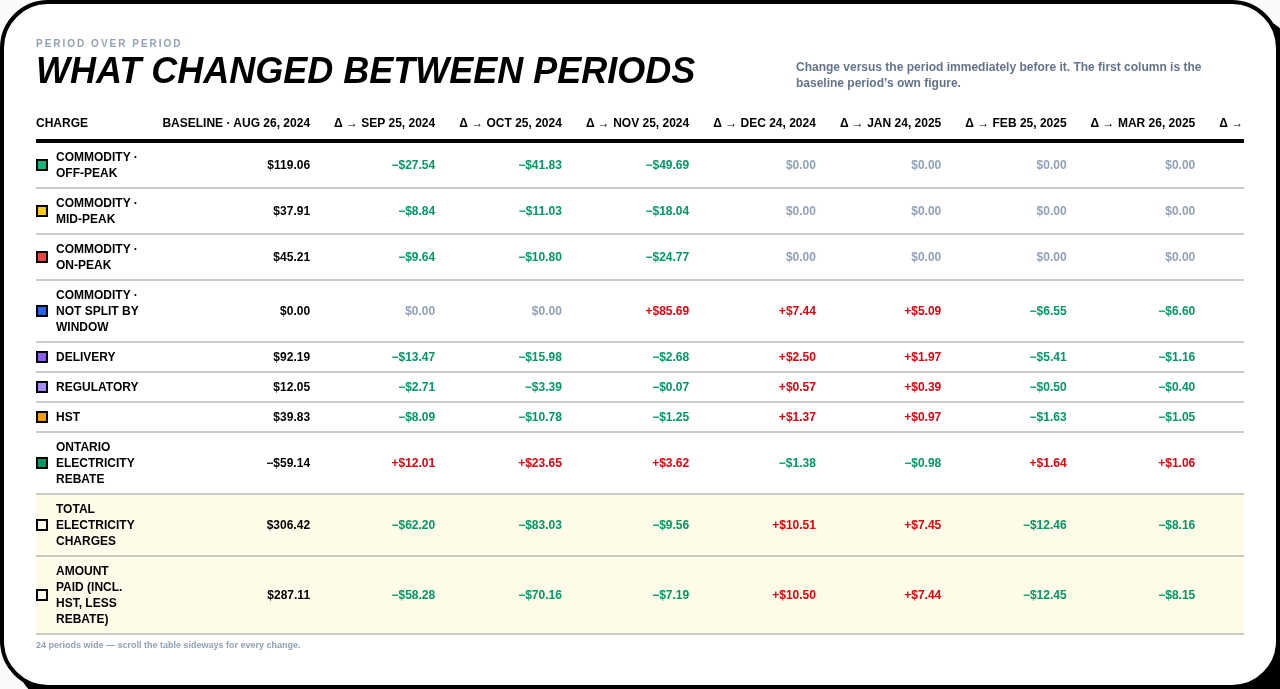 PERIOD OVER PERIOD
WHAT CHANGED BETWEEN PERIODS
Change versus the period immediately before it. The first column is the
baseline period's own figure.
CHARGE BASELINE · AUG 26, 2024 Δ → SEP 25, 2024 Δ → OCT 25, 2024 Δ → NOV 25, 2024 Δ → DEC 24, 2024 Δ → JAN 24, 2025 Δ → FEB 25, 2025 Δ → MAR 26, 2025 Δ →
COMMODITY ·
OFF-PEAK $119.06 −$27.54 −$41.83 −$49.69 $0.00 $0.00 $0.00 $0.00
COMMODITY ·
MID-PEAK $37.91 −$8.84 −$11.03 −$18.04 $0.00 $0.00 $0.00 $0.00
COMMODITY ·
ON-PEAK $45.21 −$9.64 −$10.80 −$24.77 $0.00 $0.00 $0.00 $0.00
COMMODITY ·
NOT SPLIT BY $0.00 $0.00 $0.00 +$85.69 +$7.44 +$5.09 −$6.55 −$6.60
WINDOW
DELIVERY $92.19 −$13.47 −$15.98 −$2.68 +$2.50 +$1.97 −$5.41 −$1.16
REGULATORY $12.05 −$2.71 −$3.39 −$0.07 +$0.57 +$0.39 −$0.50 −$0.40
HST $39.83 −$8.09 −$10.78 −$1.25 +$1.37 +$0.97 −$1.63 −$1.05
ONTARIO
ELECTRICITY −$59.14 +$12.01 +$23.65 +$3.62 −$1.38 −$0.98 +$1.64 +$1.06
REBATE
TOTAL
ELECTRICITY $306.42 −$62.20 −$83.03 −$9.56 +$10.51 +$7.45 −$12.46 −$8.16
CHARGES
AMOUNT
PAID (INCL. $287.11 −$58.28 −$70.16 −$7.19 +$10.50 +$7.44 −$12.45 −$8.15
HST, LESS
REBATE)
24 periods wide — scroll the table sideways for every change.